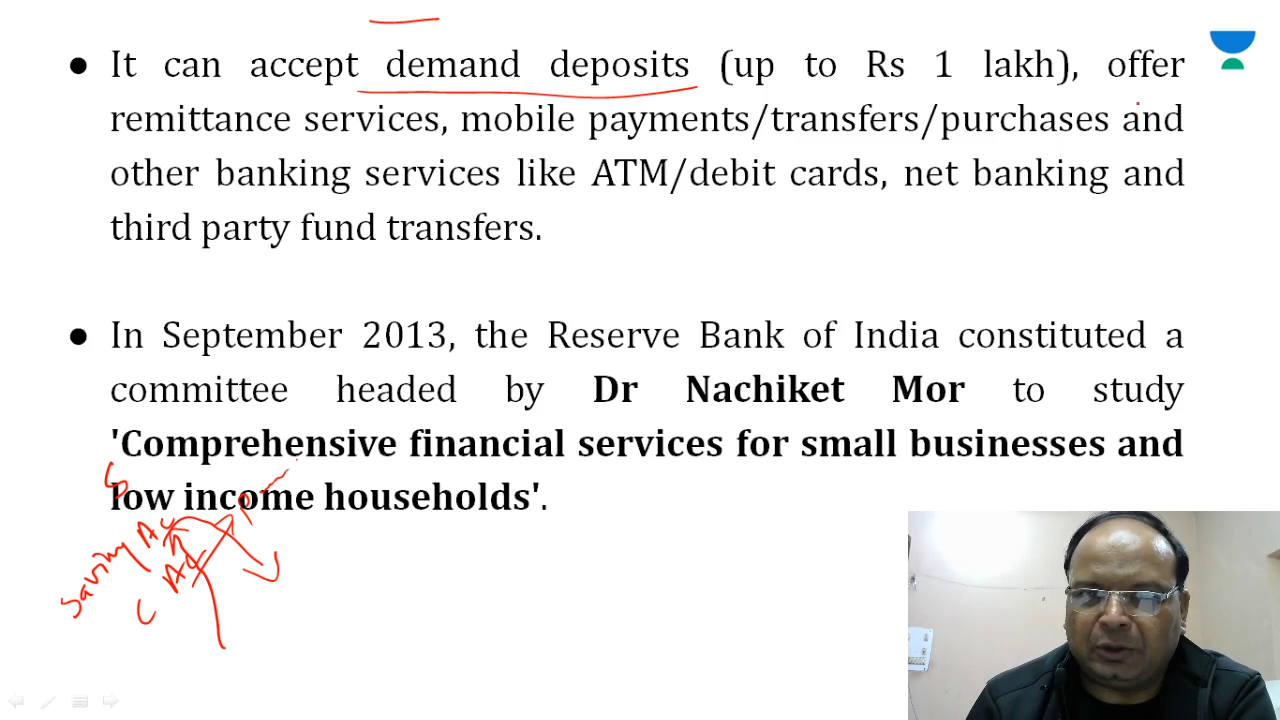 ● It can accept demand deposits (up to Rs 1 lakh), offer
remittance services, mobile payments/transfers/purchases and
other banking services like ATM/debit cards, net banking and
third party fund transfers.
● In September 2013, the Reserve Bank of India constituted a
committee headed by Dr Nachiket Mor to study
'Comprehensive financial services for small businesses and
low income households'.
S
Saving Ac
C Ac